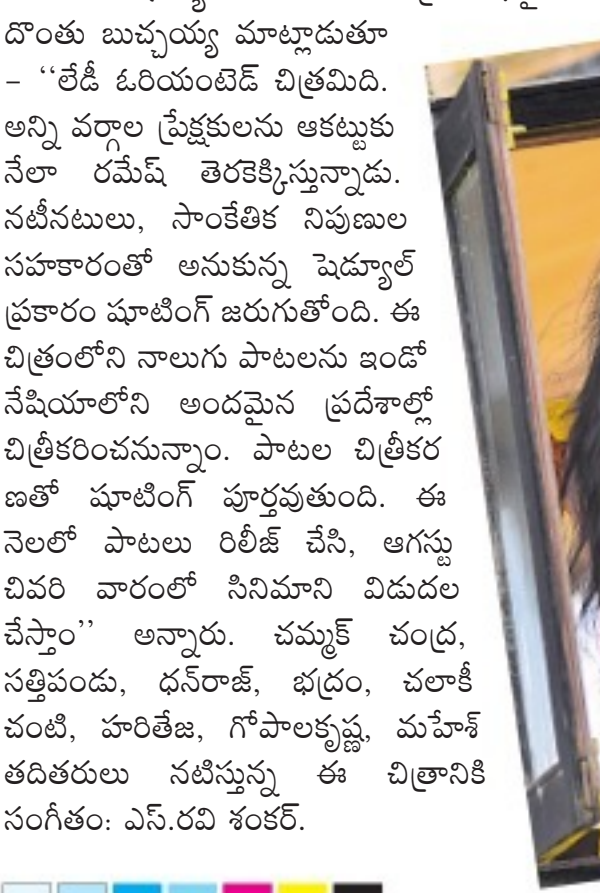 దొంతు బుచ్చయ్య మాట్లాడుతూ
– ‘‘లేడీ ఓరియంటెడ్ చిత్రమిది.
అన్ని వర్గాల ప్రేక్షకులను ఆకట్టుకు
నేలా రమేష్ తెరకెక్కిస్తున్నాడు.
నటీనటులు, సాంకేతిక నిపుణుల
సహకారంతో అనుకున్న షెడ్యూల్
ప్రకారం షూటింగ్ జరుగుతోంది. ఈ
చిత్రంలోని నాలుగు పాటలను ఇండో
నేషియాలోని అందమైన ప్రదేశాల్లో
చిత్రీకరించనున్నాం. పాటల చిత్రీకర
ణతో షూటింగ్ పూర్తవుతుంది. ఈ
నెలలో పాటలు రిలీజ్ చేసి, ఆగస్టు
చివరి వారంలో సినిమాని విడుదల
చేస్తాం’’ అన్నారు. చమ్మక్ చంద్ర,
సత్తిపండు, ధన్‌రాజ్, భద్రం, చలాకీ
చంటి, హరితేజ, గోపాలకృష్ణ, మహేశ్
తదితరులు నటిస్తున్న ఈ చిత్రానికి
సంగీతం: ఎస్.రవి శంకర్.